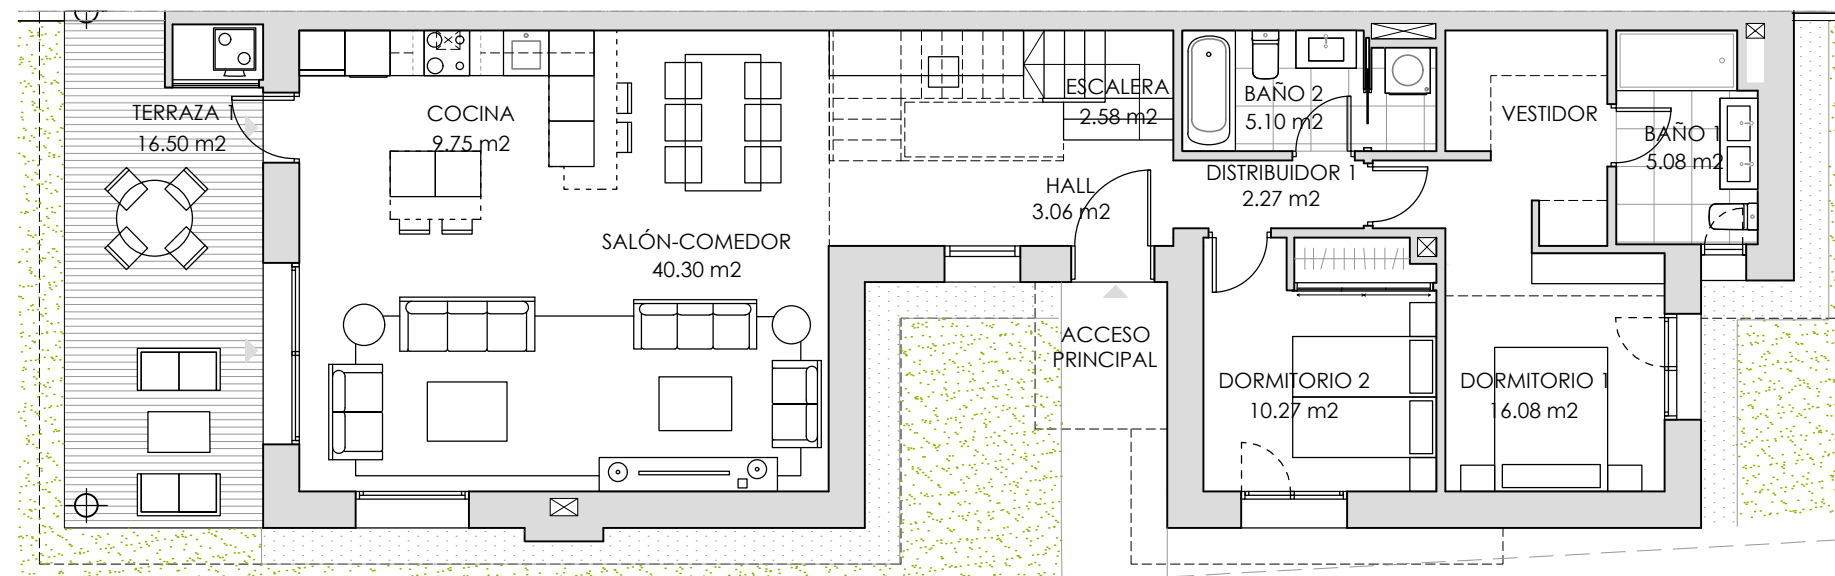 TERRAZA 1
16.50 m2
COCINA
9.75 m2
SALÓN-COMEDOR
40.30 m2
ESCALERA
2.58 m2
HALL
3.06 m2
BAÑO 2
5.10 m2
DISTRIBUIDOR 1
2.27 m2
VESTIDOR
BAÑO 1
5.08 m2
ACCESO
PRINCIPAL
DORMITORIO 2
10.27 m2
DORMITORIO 1
16.08 m2